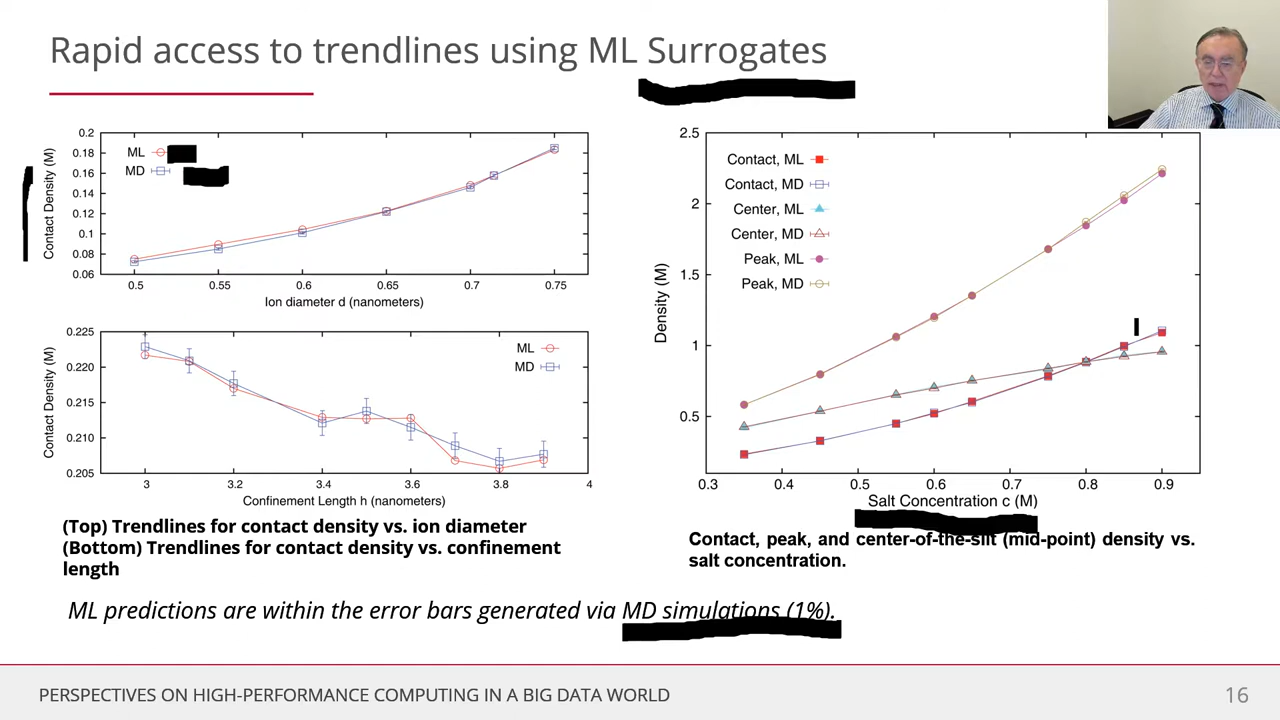 Rapid access to trendlines using ML Surrogates
0.2
0.18
0.16
0.14
0.12
0.1
0.08
0.06
Contact Density (M)
ML
MD
0.5 0.55 0.6 0.65 0.7 0.75
Ion diameter d (nanometers)
0.225
0.220
0.215
0.210
0.205
Contact Density (M)
ML
MD
3 3.2 3.4 3.6 3.8 4
Confinement Length h (nanometers)
(Top) Trendlines for contact density vs. ion diameter
(Bottom) Trendlines for contact density vs. confinement
length
2.5
2
1.5
1
0.5
Density (M)
Contact, ML
Contact, MD
Center, ML
Center, MD
Peak, ML
Peak, MD
0.3 0.4 0.5 0.6 0.7 0.8 0.9
Salt Concentration c (M)
Contact, peak, and center-of-the-slit (mid-point) density vs.
salt concentration.
ML predictions are within the error bars generated via MD simulations (1%).
PERSPECTIVES ON HIGH-PERFORMANCE COMPUTING IN A BIG DATA WORLD
16